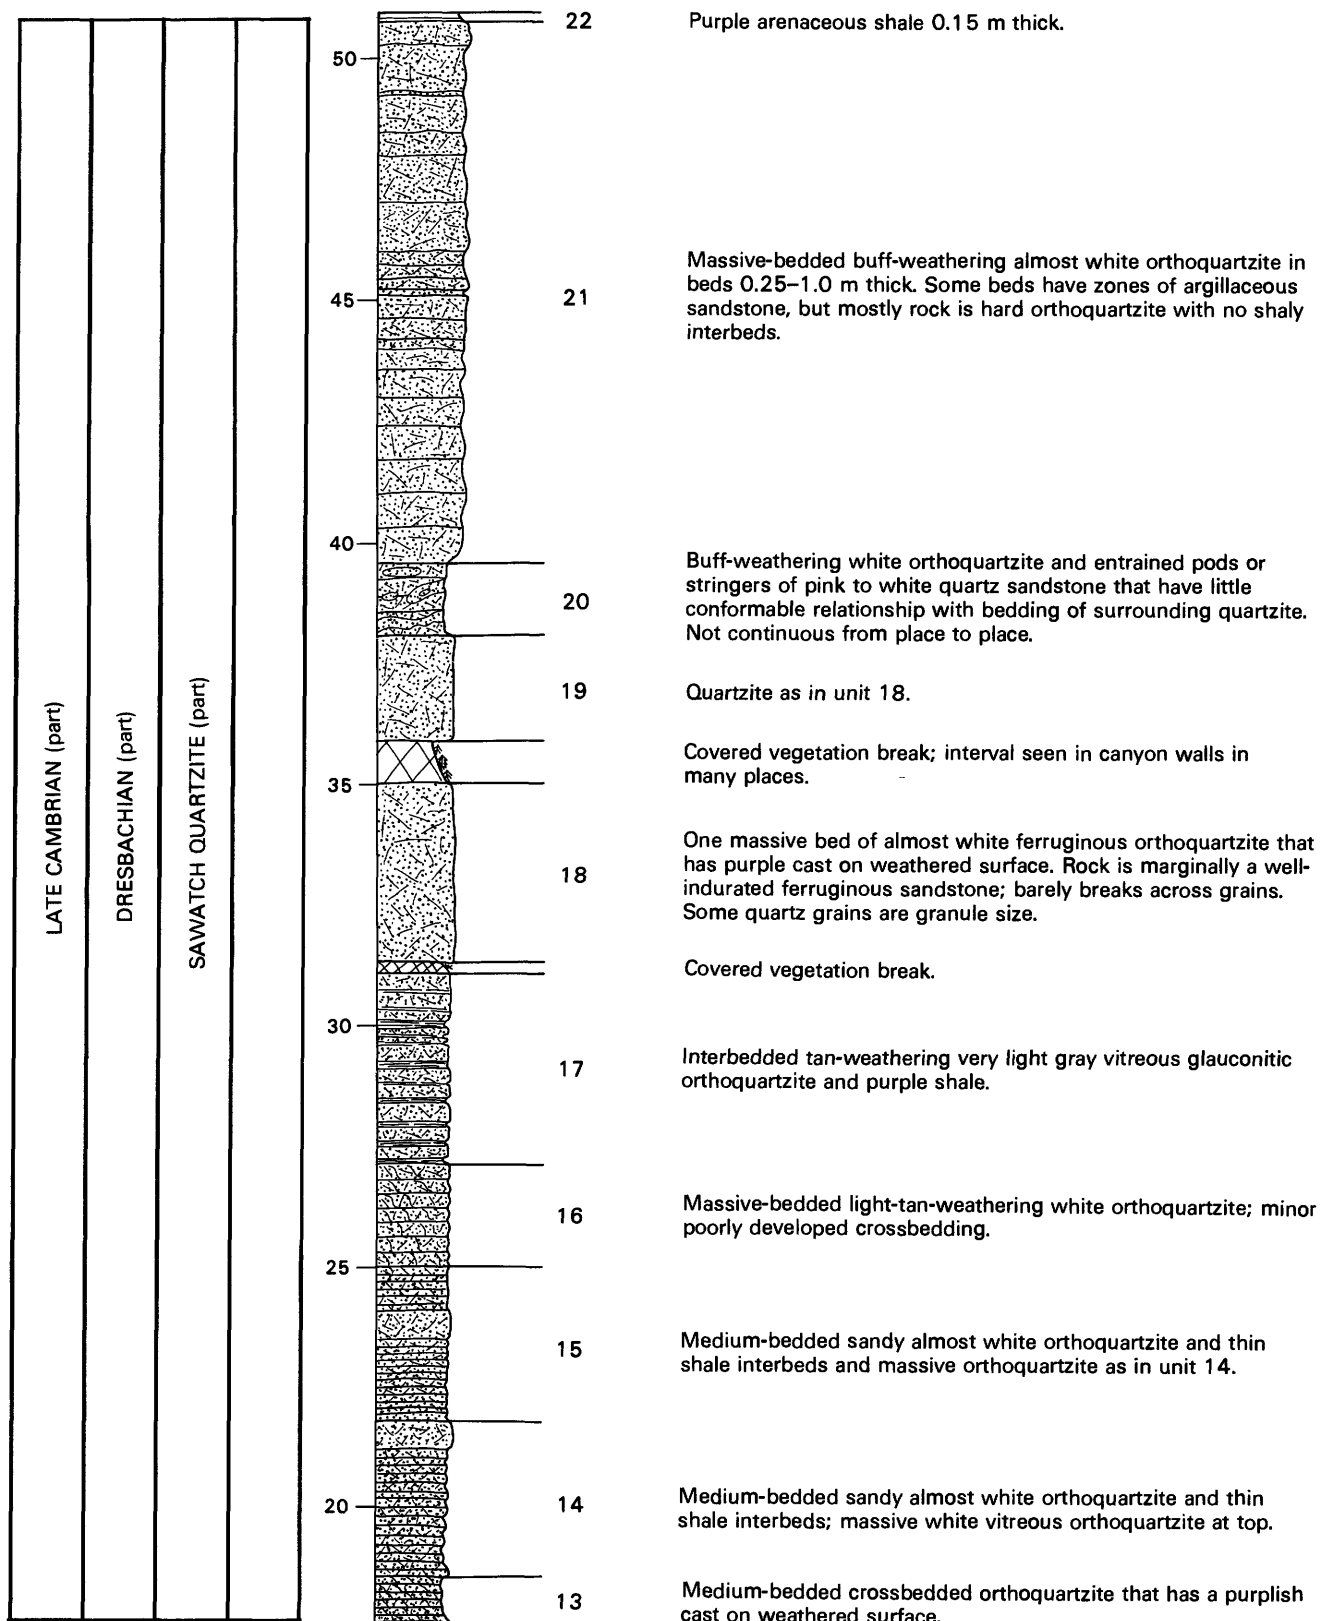 22 Purple arenaceous shale 0.15 m thick.
50
Massive-bedded buff-weathering almost white orthoquartzite in
beds 0.25–1.0 m thick. Some beds have zones of argillaceous
45 21 sandstone, but mostly rock is hard orthoquartzite with no shaly
interbeds.
40
Buff-weathering white orthoquartzite and entrained pods or
stringers of pink to white quartz sandstone that have little
20 conformable relationship with bedding of surrounding quartzite.
Not continuous from place to place.
19 Quartzite as in unit 18.
LATE CAMBRIAN (part)
DRESBACHIAN (part)
SAWATCH QUARTZITE (part)
Covered vegetation break; interval seen in canyon walls in
many places.
35
One massive bed of almost white ferruginous orthoquartzite that
has purple cast on weathered surface. Rock is marginally a well-
18 indurated ferruginous sandstone; barely breaks across grains.
Some quartz grains are granule size.
Covered vegetation break.
30
17 Interbedded tan-weathering very light gray vitreous glauconitic
orthoquartzite and purple shale.
16 Massive-bedded light-tan-weathering white orthoquartzite; minor
poorly developed crossbedding.
25
15 Medium-bedded sandy almost white orthoquartzite and thin
shale interbeds and massive orthoquartzite as in unit 14.
20 14 Medium-bedded sandy almost white orthoquartzite and thin
shale interbeds; massive white vitreous orthoquartzite at top.
13 Medium-bedded crossbedded orthoquartzite that has a purplish
cast on weathered surface.